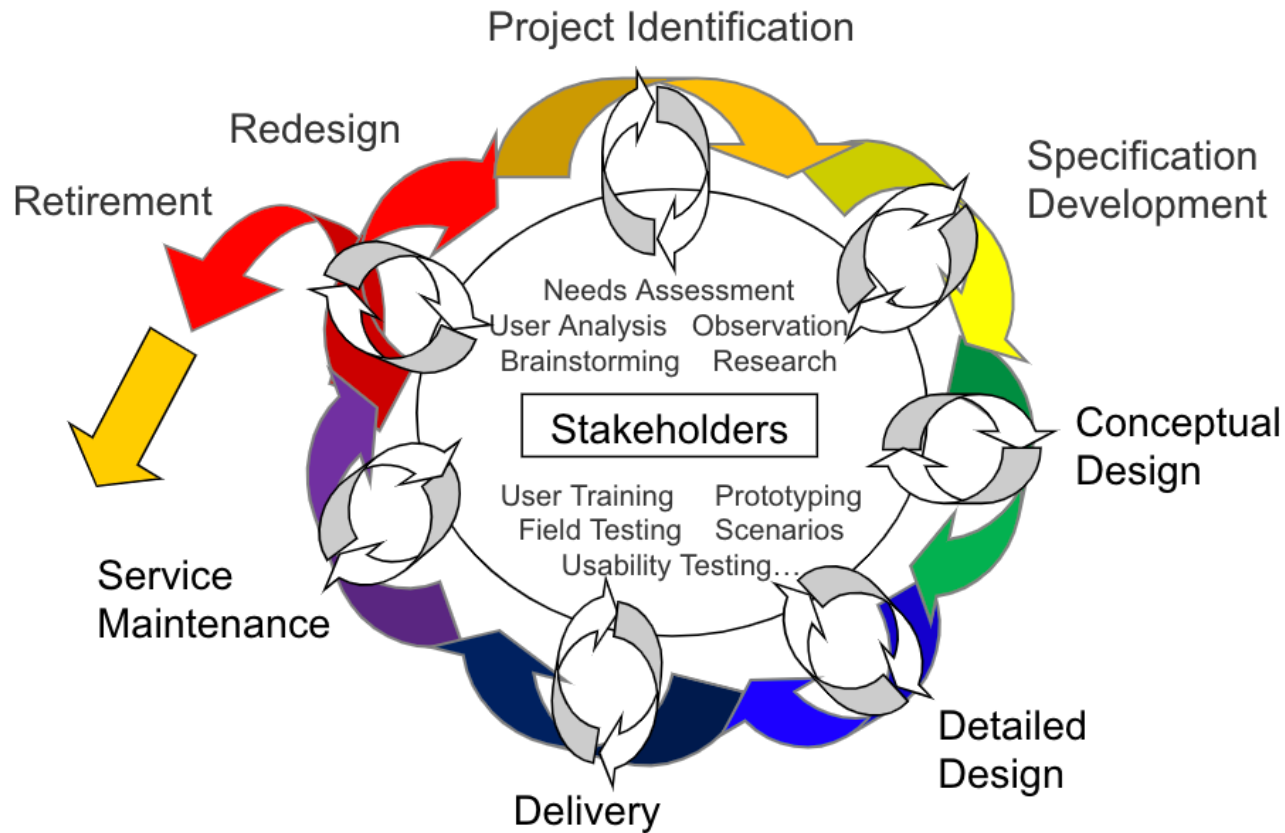 Project Identification
Redesign
Specification
Development
Retirement
Needs Assessment
User Analysis Observation
Brainstorming Research
Stakeholders
Conceptual
Design
User Training Prototyping
Field Testing Scenarios
Usability Testing…
Service
Maintenance
Detailed
Design
Delivery